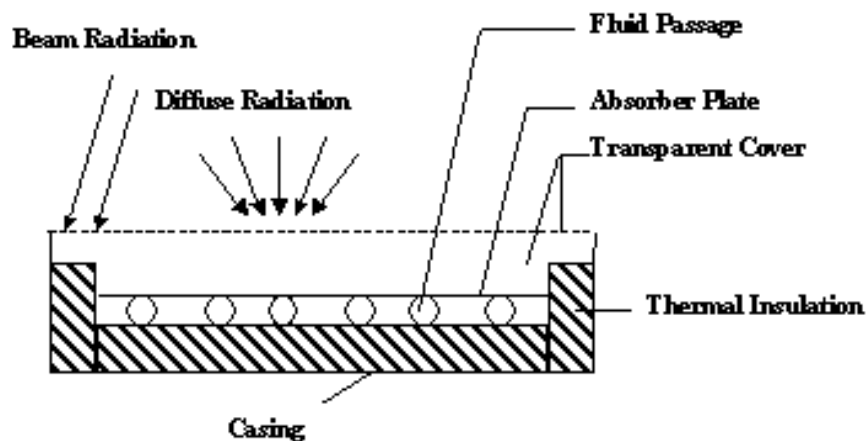 Fluid Passage
Beam Radiation
Diffuse Radiation
Absorber Plate
Transparent Cover
Thermal Insulation
Casing